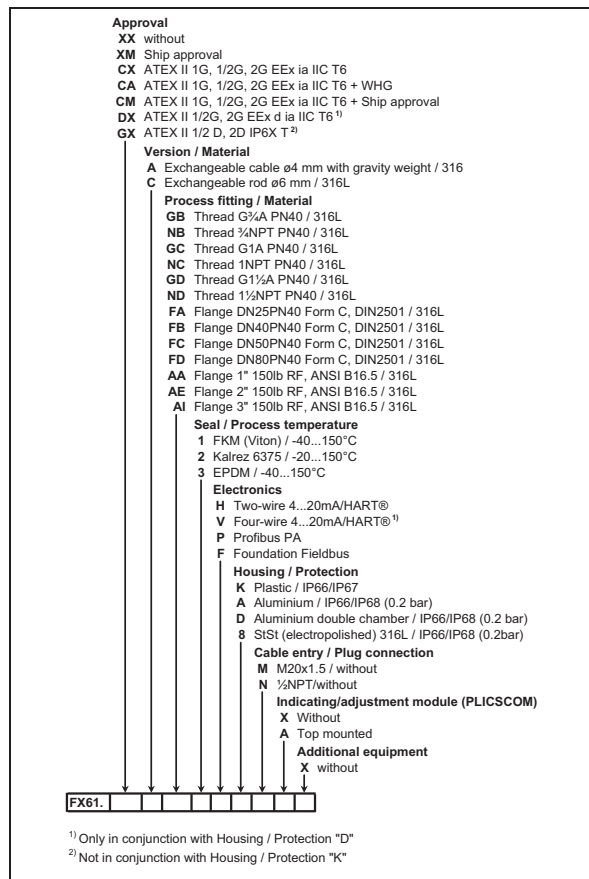 Approval
XX without
XM Ship approval
CX ATEX II 1G, 1/2G, 2G EEx ia IIC T6
CA ATEX II 1G, 1/2G, 2G EEx ia IIC T6 + WHG
CM ATEX II 1G, 1/2G, 2G EEx ia IIC T6 + Ship approval
DX ATEX II 1/2G, 2G EEx d ia IIC T6 1)
GX ATEX II 1/2 D, 2D IP6X T 2)
Version / Material
A Exchangeable cable ø4 mm with gravity weight / 316
C Exchangeable rod ø6 mm / 316L
Process fitting / Material
GB Thread G¾A PN40 / 316L
NB Thread ¾NPT PN40 / 316L
GC Thread G1A PN40 / 316L
NC Thread 1NPT PN40 / 316L
GD Thread G1½A PN40 / 316L
ND Thread 1½NPT PN40 / 316L
FA Flange DN25PN40 Form C, DIN2501 / 316L
FB Flange DN40PN40 Form C, DIN2501 / 316L
FC Flange DN50PN40 Form C, DIN2501 / 316L
FD Flange DN80PN40 Form C, DIN2501 / 316L
AA Flange 1" 150lb RF, ANSI B16.5 / 316L
AE Flange 2" 150lb RF, ANSI B16.5 / 316L
AI Flange 3" 150lb RF, ANSI B16.5 / 316L
Seal / Process temperature
1 FKM (Viton) / -40...150°C
2 Kalrez 6375 / -20...150°C
3 EPDM / -40...150°C
Electronics
H Two-wire 4...20mA/HART®
V Four-wire 4...20mA/HART® 1)
P Profibus PA
F Foundation Fieldbus
Housing / Protection
K Plastic / IP66/IP67
A Aluminium / IP66/IP68 (0.2 bar)
D Aluminium double chamber / IP66/IP68 (0.2 bar)
8 StSt (electropolished) 316L / IP66/IP68 (0.2bar)
Cable entry / Plug connection
M M20x1.5 / without
N ½NPT/without
Indicating/adjustment module (PLICSCOM)
X Without
A Top mounted
Additional equipment
X without
FX61.
1) Only in conjunction with Housing / Protection "D"
2) Not in conjunction with Housing / Protection "K"